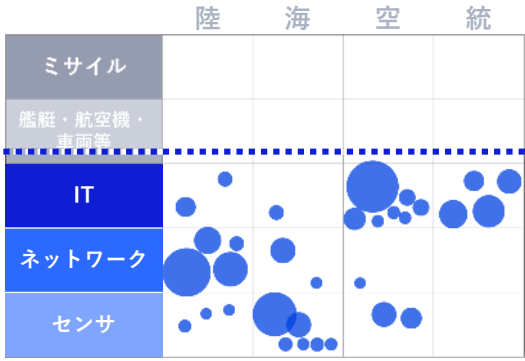 陸 海 空 統
ミサイル
艦艇・航空機・
車両等
IT
ネットワーク
センサ